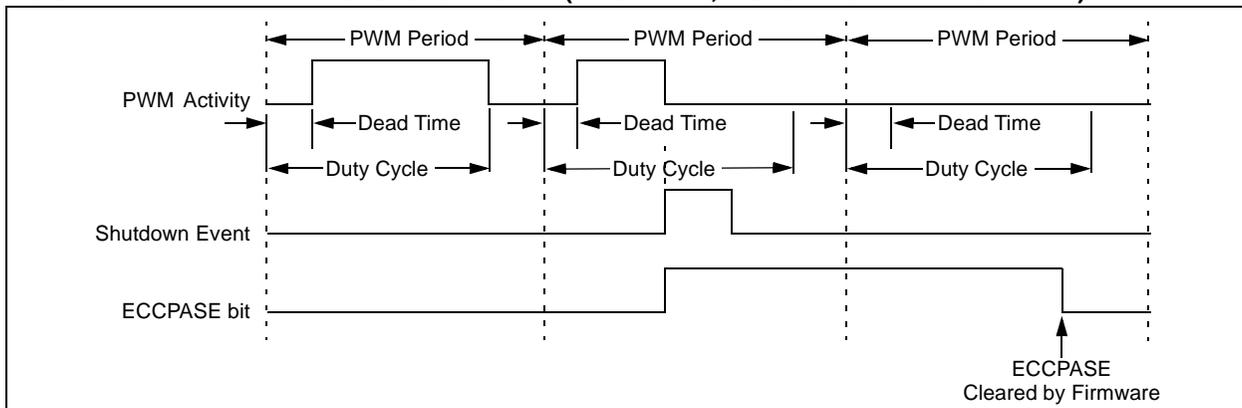 PWM Period PWM Period PWM Period
PWM Activity
Dead Time Dead Time Dead Time
Duty Cycle Duty Cycle Duty Cycle
Shutdown Event
ECCPASE bit
ECCPASE
Cleared by Firmware